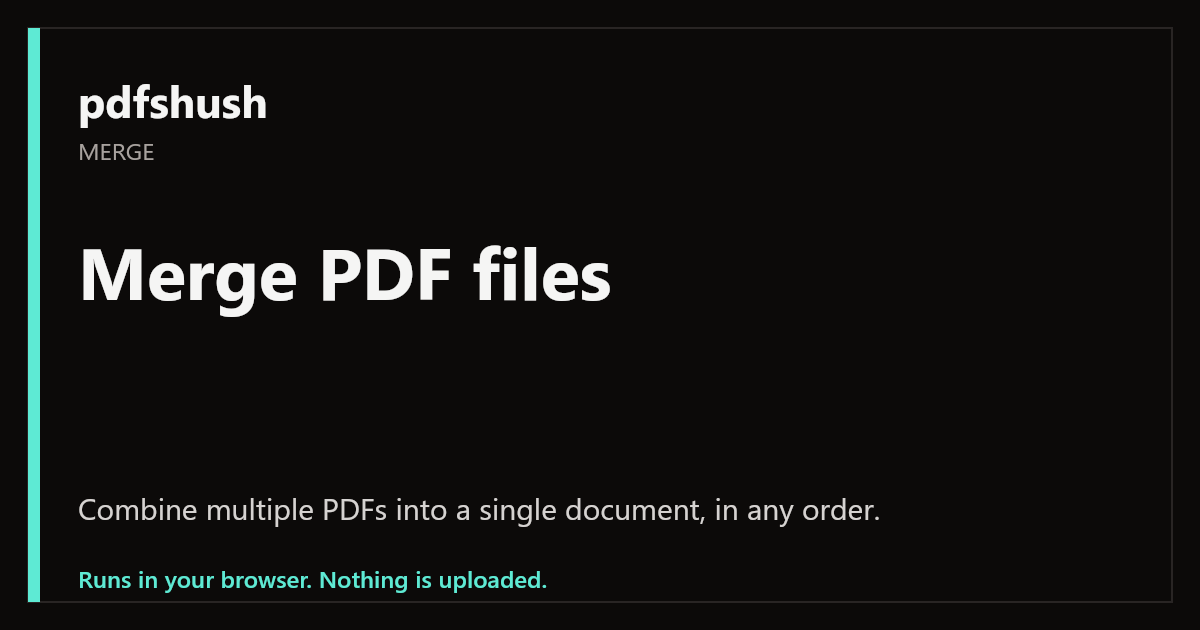 pdfshush
MERGE
Merge PDF files
Combine multiple PDFs into a single document, in any order.
Runs in your browser. Nothing is uploaded.